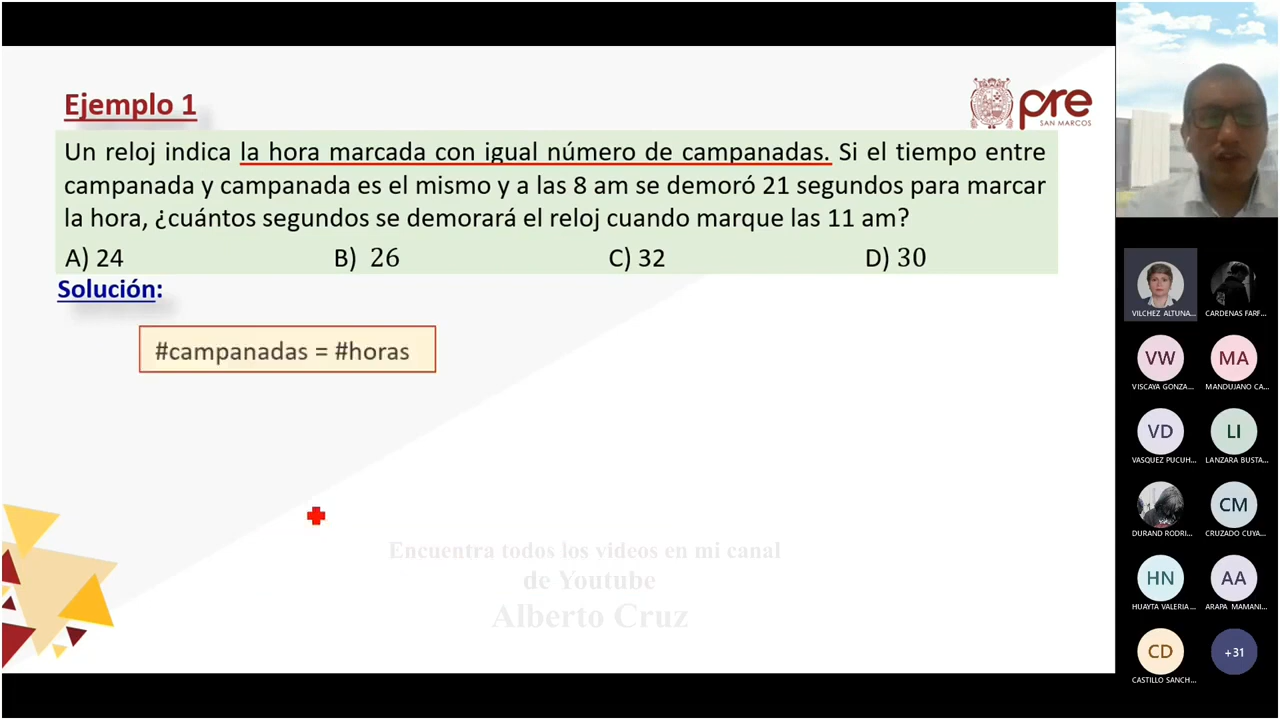 Ejemplo 1
pre
SAN MARCOS
Un reloj indica la hora marcada con igual número de campanadas. Si el tiempo entre
campanada y campanada es el mismo y a las 8 am se demoró 21 segundos para marcar
la hora, ¿cuántos segundos se demorará el reloj cuando marque las 11 am?
A) 24 B) 26 C) 32 D) 30
Solución:
#campanadas = #horas
Encuentra todos los videos en mi canal
de Youtube
Alberto Cruz
VILCHEZ ALTUNA... CARDENAS FARF...
VW MA
VISCAYA GONZA... MANDUJANO CA...
VD LI
VASQUEZ PUCUH... LANZARA BUSTA...
CM
DURAND RODRI... CRUZADO CUYA...
HN AA
HUAYTA VALERIA... ARAPA MAMANI...
CD +31
CASTILLO SANCH...